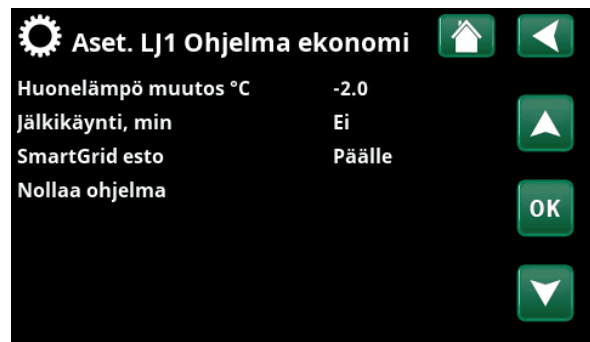 Aset. LJ1 Ohjelma ekonomi
Huonelämpö muutos °C -2.0
Jälkikäynti, min Ei
SmartGrid esto Päälle
Nollaa ohjelma
OK